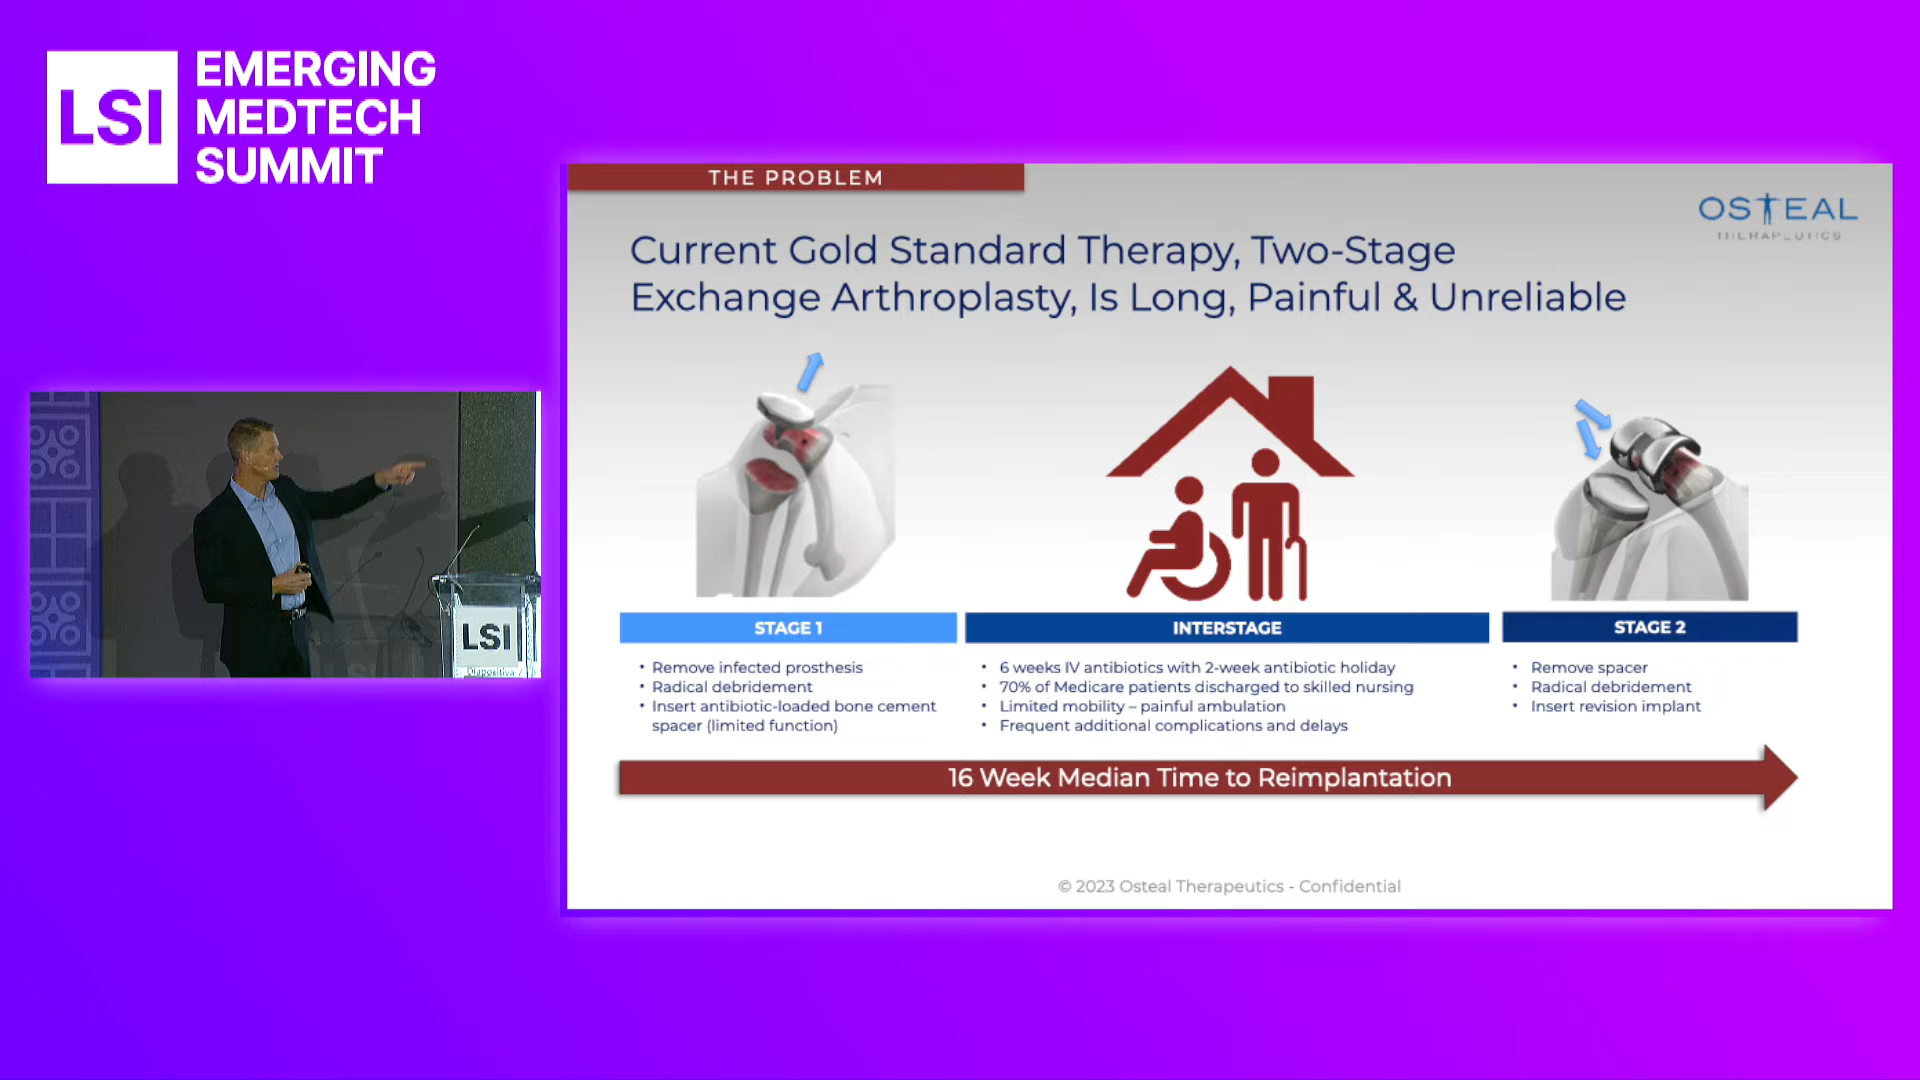 LSI
EMERGING
MEDTECH
SUMMIT
THE PROBLEM
OSTEAL
THERAPEUTICS
Current Gold Standard Therapy, Two-Stage
Exchange Arthroplasty, Is Long, Painful & Unreliable
STAGE 1
• Remove infected prosthesis
• Radical debridement
• Insert antibiotic-loaded bone cement
spacer (limited function)
INTERSTAGE
• 6 weeks IV antibiotics with 2-week antibiotic holiday
• 70% of Medicare patients discharged to skilled nursing
• Limited mobility – painful ambulation
• Frequent additional complications and delays
STAGE 2
• Remove spacer
• Radical debridement
• Insert revision implant
16 Week Median Time to Reimplantation
© 2023 Osteal Therapeutics - Confidential
LSI
Diapositiva /